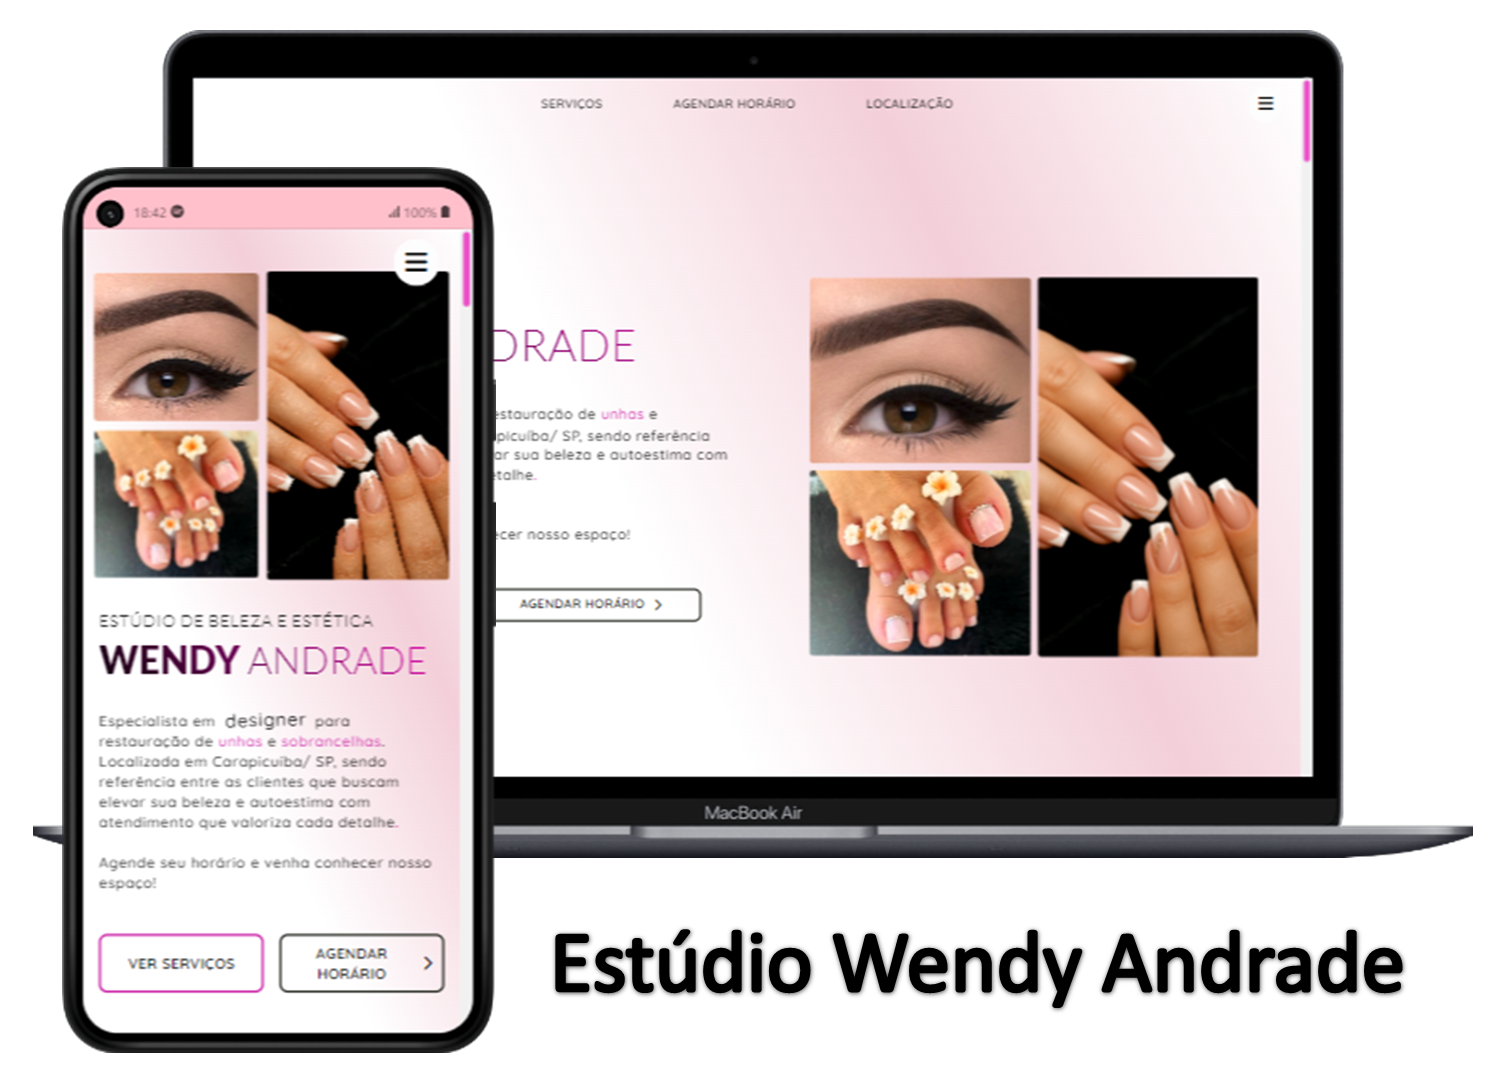 SERVIÇOS AGENDAR HORÁRIO LOCALIZAÇÃO
DRADE
estauração de unhas e
apicuíba/ SP, sendo referência
ar sua beleza e autoestima com
etalhe.
ecer nosso espaço!
AGENDAR HORÁRIO
MacBook Air
18:42 100%
ESTÚDIO DE BELEZA E ESTÉTICA
WENDY ANDRADE
Especialista em designer para
restauração de unhas e sobrancelhas.
Localizada em Carapicuíba/ SP, sendo
referência entre as clientes que buscam
elevar sua beleza e autoestima com
atendimento que valoriza cada detalhe.
Agende seu horário e venha conhecer nosso
espaço!
VER SERVIÇOS
AGENDAR
HORÁRIO
Estúdio Wendy Andrade